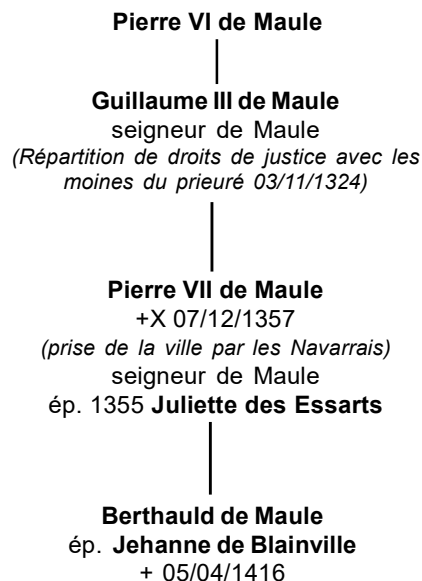 Pierre VI de Maule
Guillaume III de Maule
seigneur de Maule
(Répartition de droits de justice avec les
moines du prieuré 03/11/1324)
Pierre VII de Maule
+X 07/12/1357
(prise de la ville par les Navarrais)
seigneur de Maule
ép. 1355 Juliette des Essarts
Berthauld de Maule
ép. Jehanne de Blainville
+ 05/04/1416